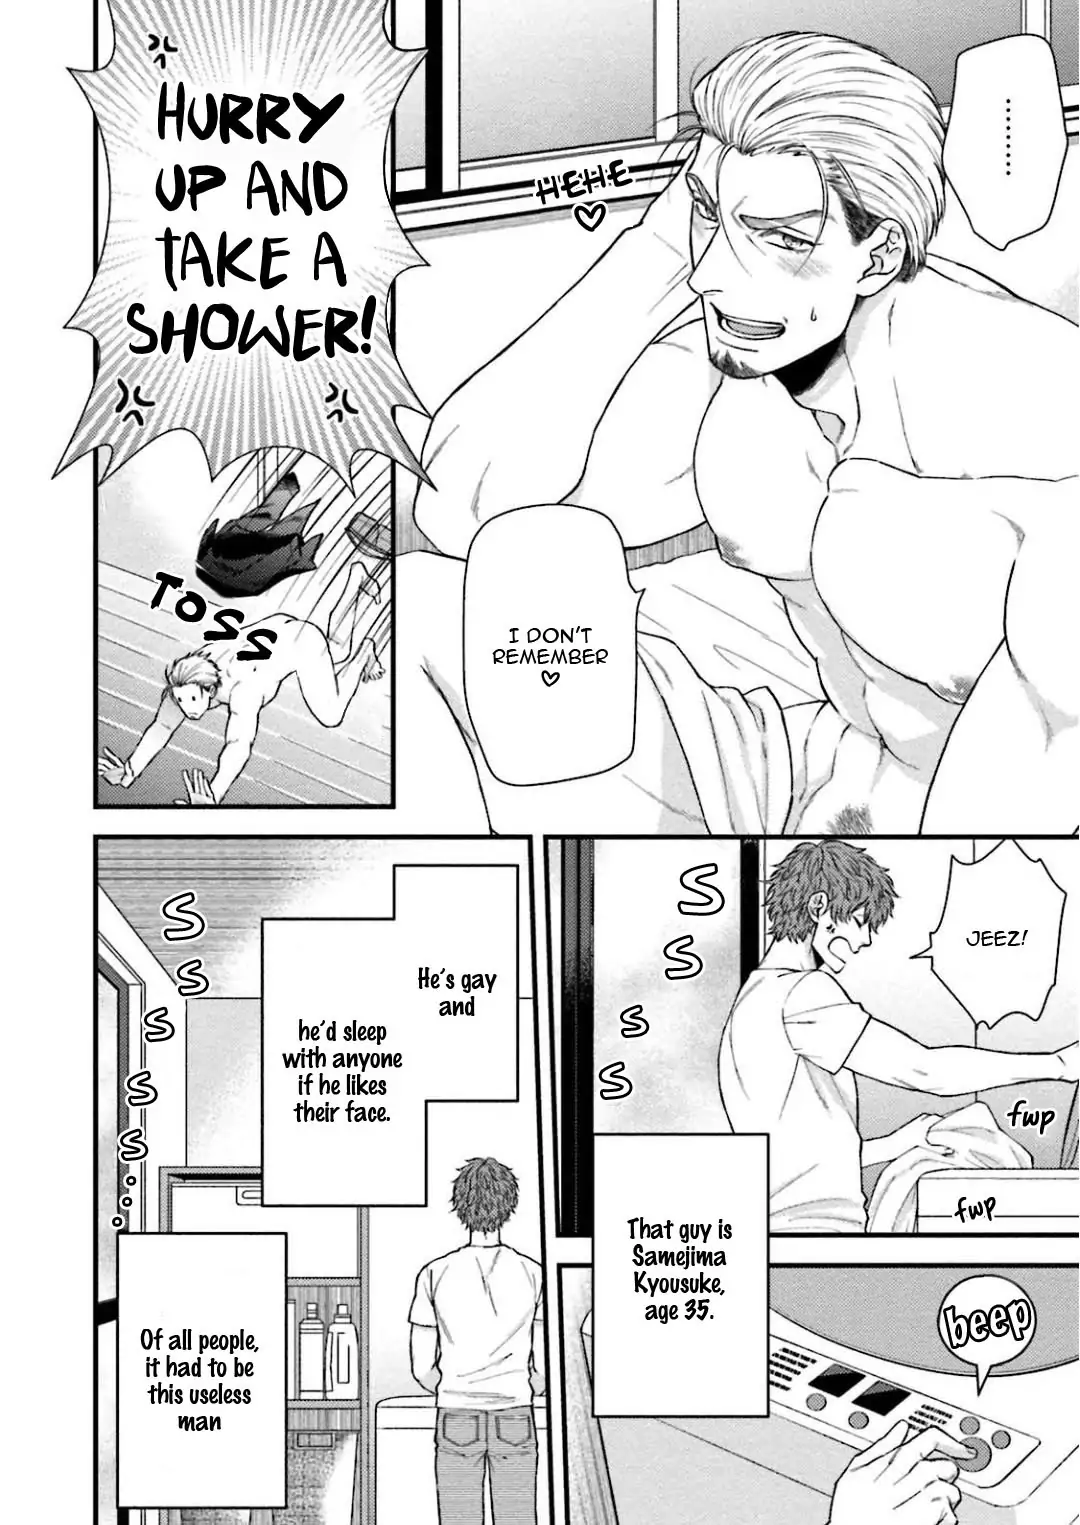 .........
HEHE
♡
I DON'T
REMEMBER
♡
HURRY
UP AND
TAKE A
SHOWER!
TOSS
JEEZ!
fwp
fwp
That guy is
Samejima
Kyousuke,
age 35.
beep
S
S
S
S
He's gay
and
he'd sleep
with anyone
if he likes
their face.
S
S
S
S
S
Of all people,
it had to be
this useless
man